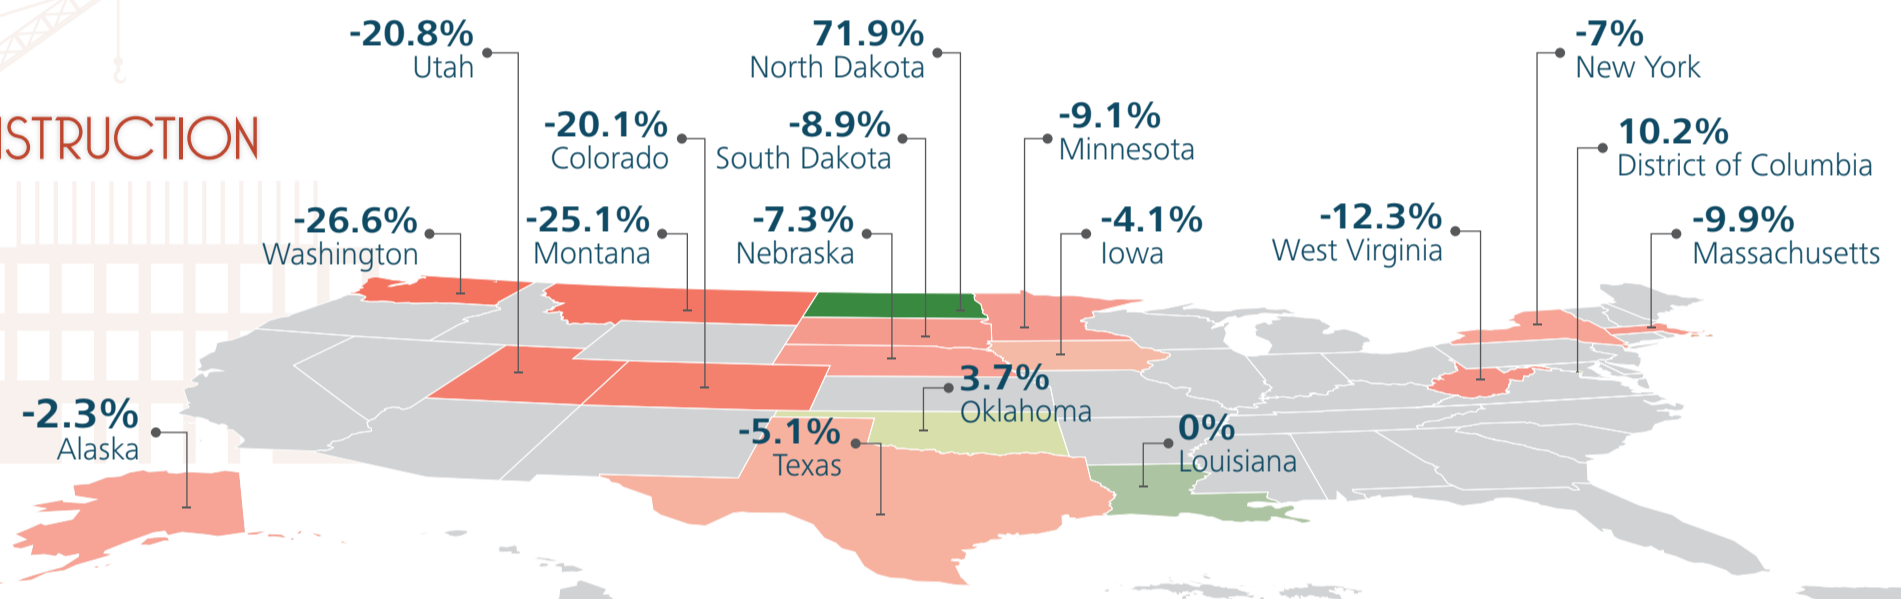 -20.8%
Utah
71.9%
North Dakota
-7%
New York
NSTRUCTION
-20.1%
Colorado
-8.9%
South Dakota
-9.1%
Minnesota
10.2%
District of Columbia
-26.6%
Washington
-25.1%
Montana
-7.3%
Nebraska
-4.1%
Iowa
-12.3%
West Virginia
-9.9%
Massachusetts
-2.3%
Alaska
-5.1%
Texas
3.7%
Oklahoma
0%
Louisiana